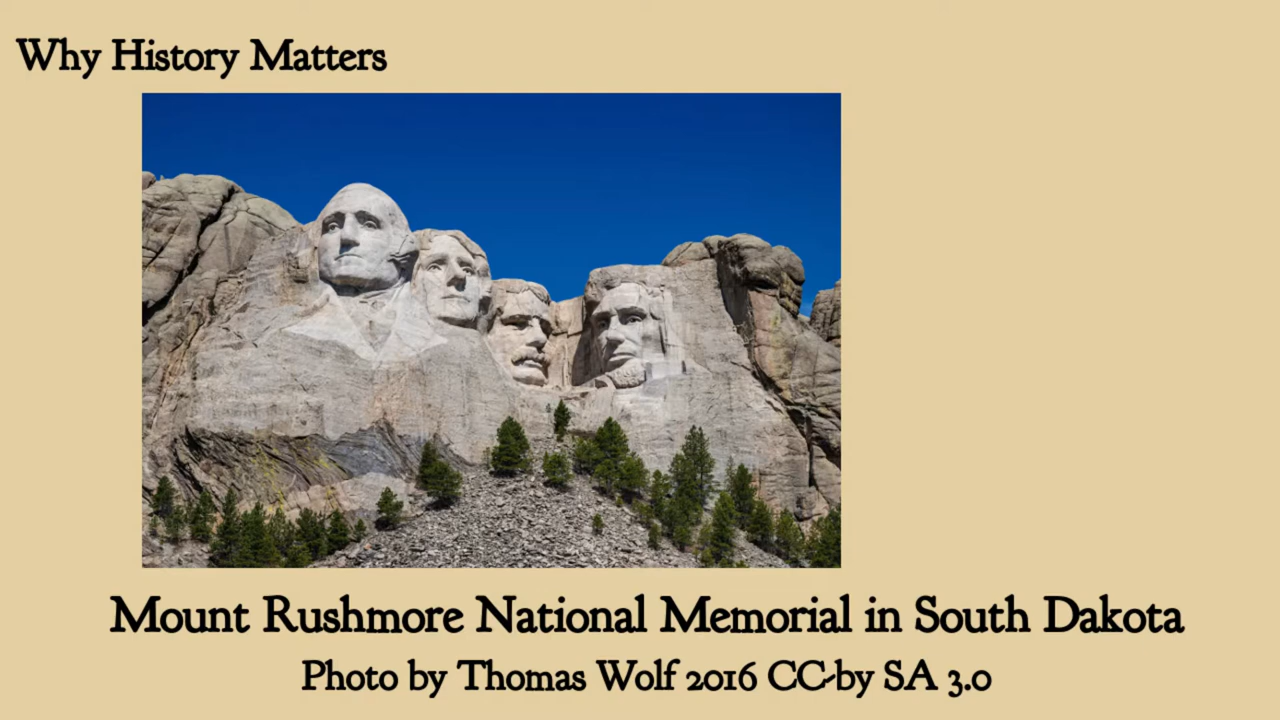 Why History Matters
Mount Rushmore National Memorial in South Dakota
Photo by Thomas Wolf 2016 CC-by SA 3.0